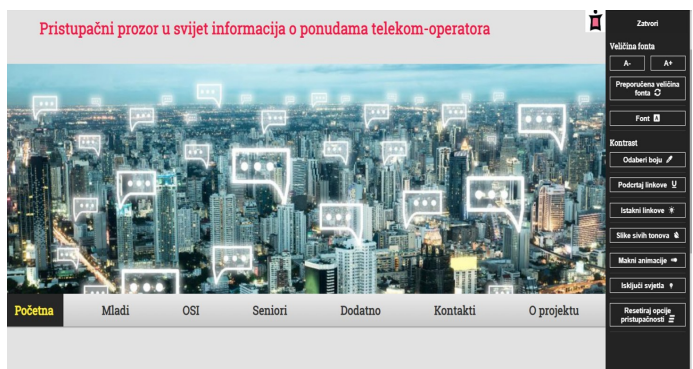 Pristupačni prozor u svijet informacija o ponudama telekom-operatora
Početna
Mladi
OSI
Seniori
Dodatno
Kontakti
O projektu
Zatvori
Veličina fonta
A-
A+
Preporučena veličina
fonta
Font A
Kontrast
Odaberi boju
Podcrtaj linkove U
Istakni linkove
Slike sivih tonova
Makni animacije
Isključi svjetla
Resetiraj opcije
pristupačnosti